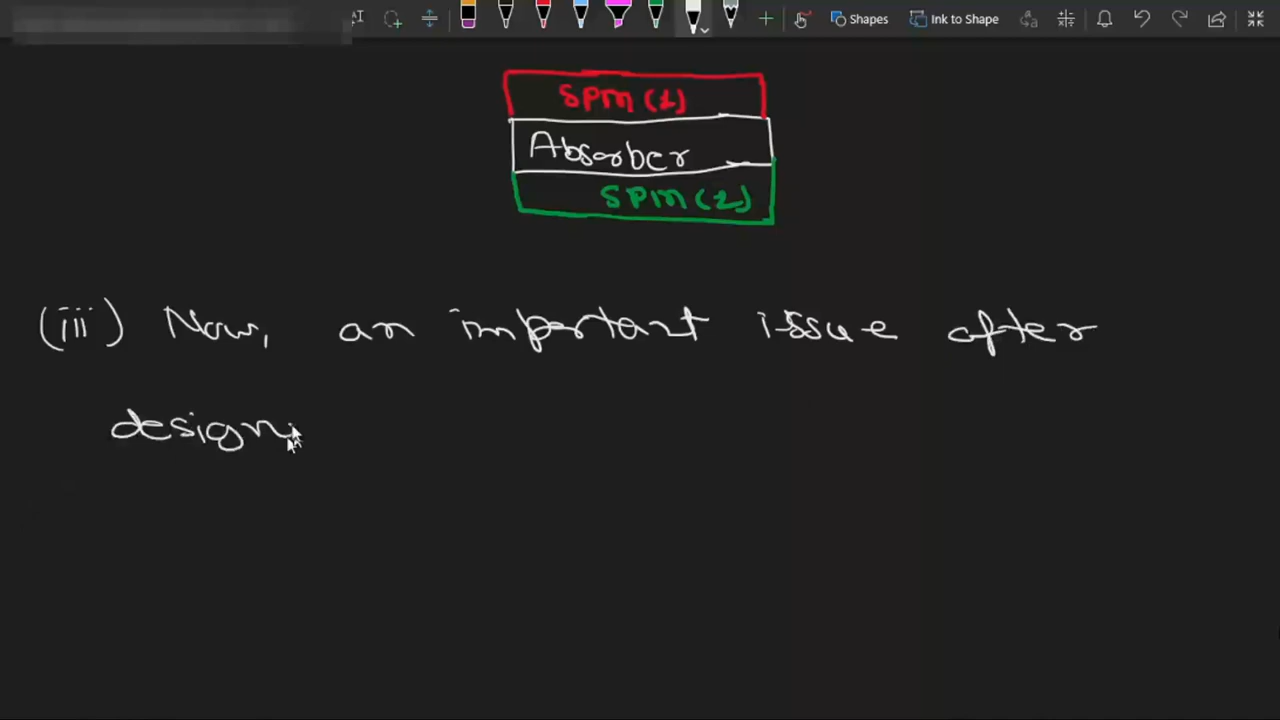 Shapes
Ink to Shape
SPM (1)
Absorber
SPM (2)
(iii) Now, an important issue after
design